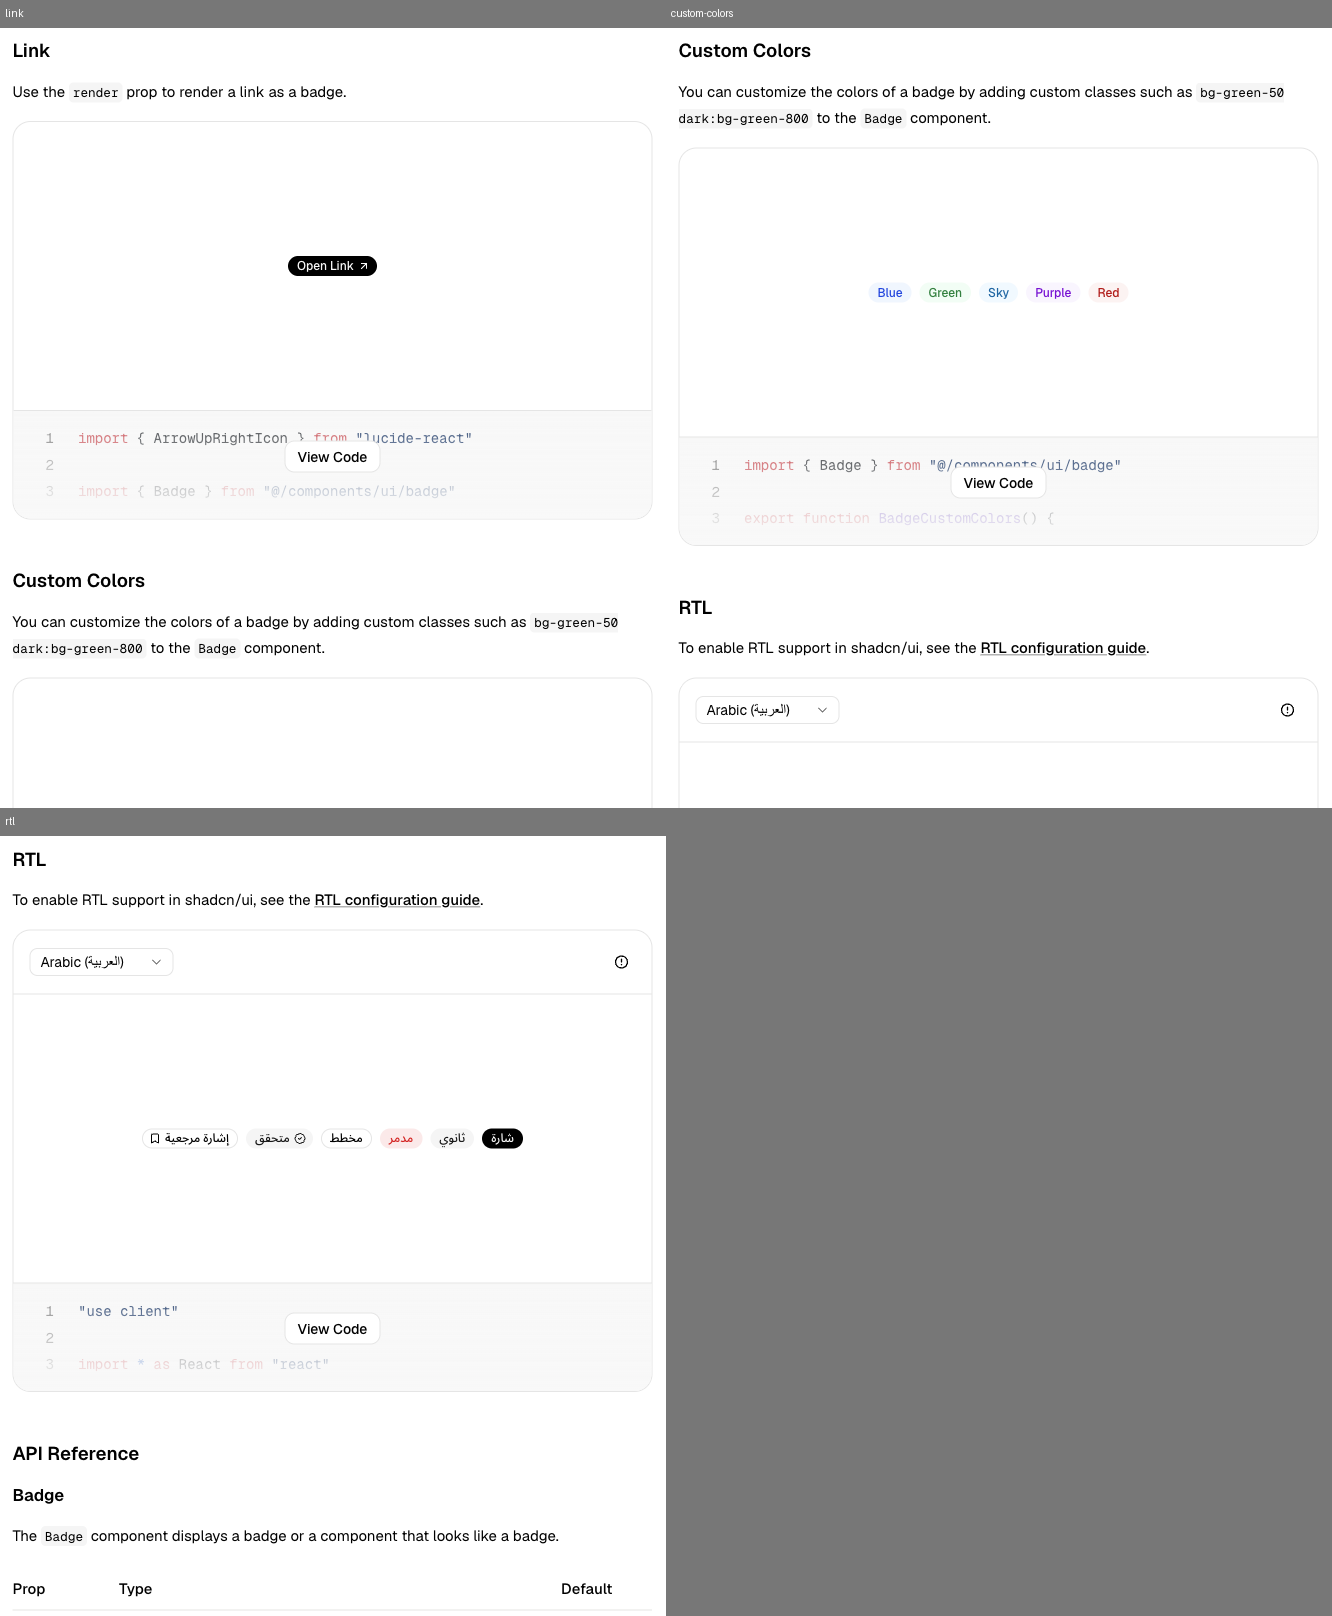 link
Link
Use the render prop to render a link as a badge.
Open Link
1 import { ArrowUpRightIcon } from "lucide-react"
2
View Code
3 import { Badge } from "@/components/ui/badge"
Custom Colors
You can customize the colors of a badge by adding custom classes such as bg-green-50
dark:bg-green-800 to the Badge component.
custom-colors
Custom Colors
You can customize the colors of a badge by adding custom classes such as bg-green-50
dark:bg-green-800 to the Badge component.
Blue Green Sky Purple Red
1 import { Badge } from "@/components/ui/badge"
2
View Code
3 export function BadgeCustomColors() {
RTL
To enable RTL support in shadcn/ui, see the RTL configuration guide.
Arabic (العربية)
rtl
RTL
To enable RTL support in shadcn/ui, see the RTL configuration guide.
Arabic (العربية)
شارة ثانوي مدمر مخطط متحقق إشارة مرجعية
1 "use client"
View Code
2
3 import * as React from "react"
API Reference
Badge
The Badge component displays a badge or a component that looks like a badge.
Prop Type Default